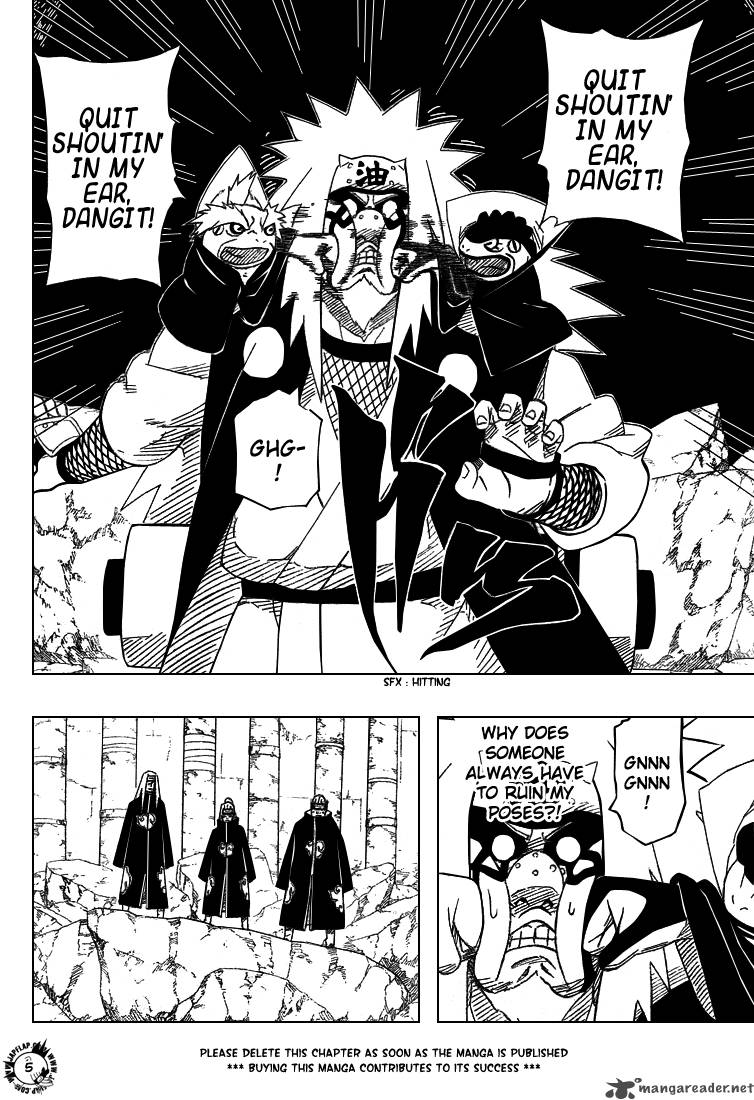 QUIT
SHOUTIN'
IN MY
EAR,
DANGIT!
QUIT
SHOUTIN'
IN MY
EAR,
DANGIT!
油
GHG-
!
SFX : HITTING
WHY DOES
SOMEONE
ALWAYS HAVE
TO RUIN MY
POSES?!
GNNN
GNNN
!
5
PLEASE DELETE THIS CHAPTER AS SOON AS THE MANGA IS PUBLISHED
*** BUYING THIS MANGA CONTRIBUTES TO ITS SUCCESS ***
mangareader.net